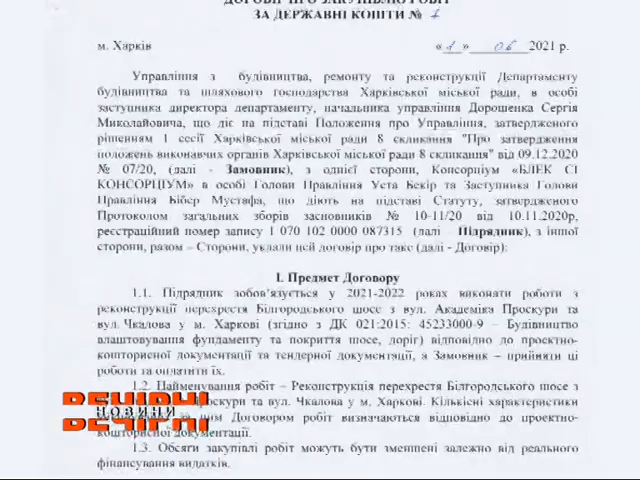 ДОГОВІР ПРО ЗАКУПІВЛЮ РОБІТ
ЗА ДЕРЖАВНІ КОШТИ № 1
м. Харків « 1 » 06 2021 р.
Управління з будівництва, ремонту та реконструкції Департаменту
будівництва та шляхового господарства Харківської міської ради, в особі
заступника директора департаменту, начальника управління Дорошенка Сергія
Миколайовича, що діє на підставі Положення про Управління, затвердженого
рішенням 1 сесії Харківської міської ради 8 скликання "Про затвердження
положень виконавчих органів Харківської міської ради 8 скликання" від 09.12.2020
№ 07/20, (далі - Замовник), з однієї сторони, Консорціум «БЛЕК СІ
КОНСОРЦІУМ» в особі Голови Правління Уста Бекір та Заступника Голови
Правління Бібер Мустафа, що діють на підставі Статуту, затвердженого
Протоколом загальних зборів засновників № 10-11/20 від 10.11.2020р,
реєстраційний номер запису 1 070 102 0000 087315 (далі – Підрядник), з іншої
сторони, разом – Сторони, уклали цей договір про таке (далі - Договір):
І. Предмет Договору
1.1. Підрядник зобов'язується у 2021-2022 роках виконати роботи з
реконструкції перехрестя Білгородського шосе з вул. Академіка Проскури та
вул. Чкалова у м. Харкові (згідно з ДК 021:2015: 45233000-9 – Будівництво
алаштовування фундаменту та покриття шосе, доріг) відповідно до проектно-
кошторисної документації та тендерної документації, а Замовник – прийняти ці
роботи та оплатити їх.
1.2. Найменування робіт – Реконструкція перехрестя Білгородського шосе з
Проскури та вул. Чкалова у м. Харкові. Кількісні характеристики
цим Договором робіт визначаються відповідно до проектно-
кошторисної документації.
1.3. Обсяги закупівлі робіт можуть бути зменшені залежно від реального
фінансування видатків.
ВЕЧІРНІ
НОВИНИ
ВЕЧІРНІ